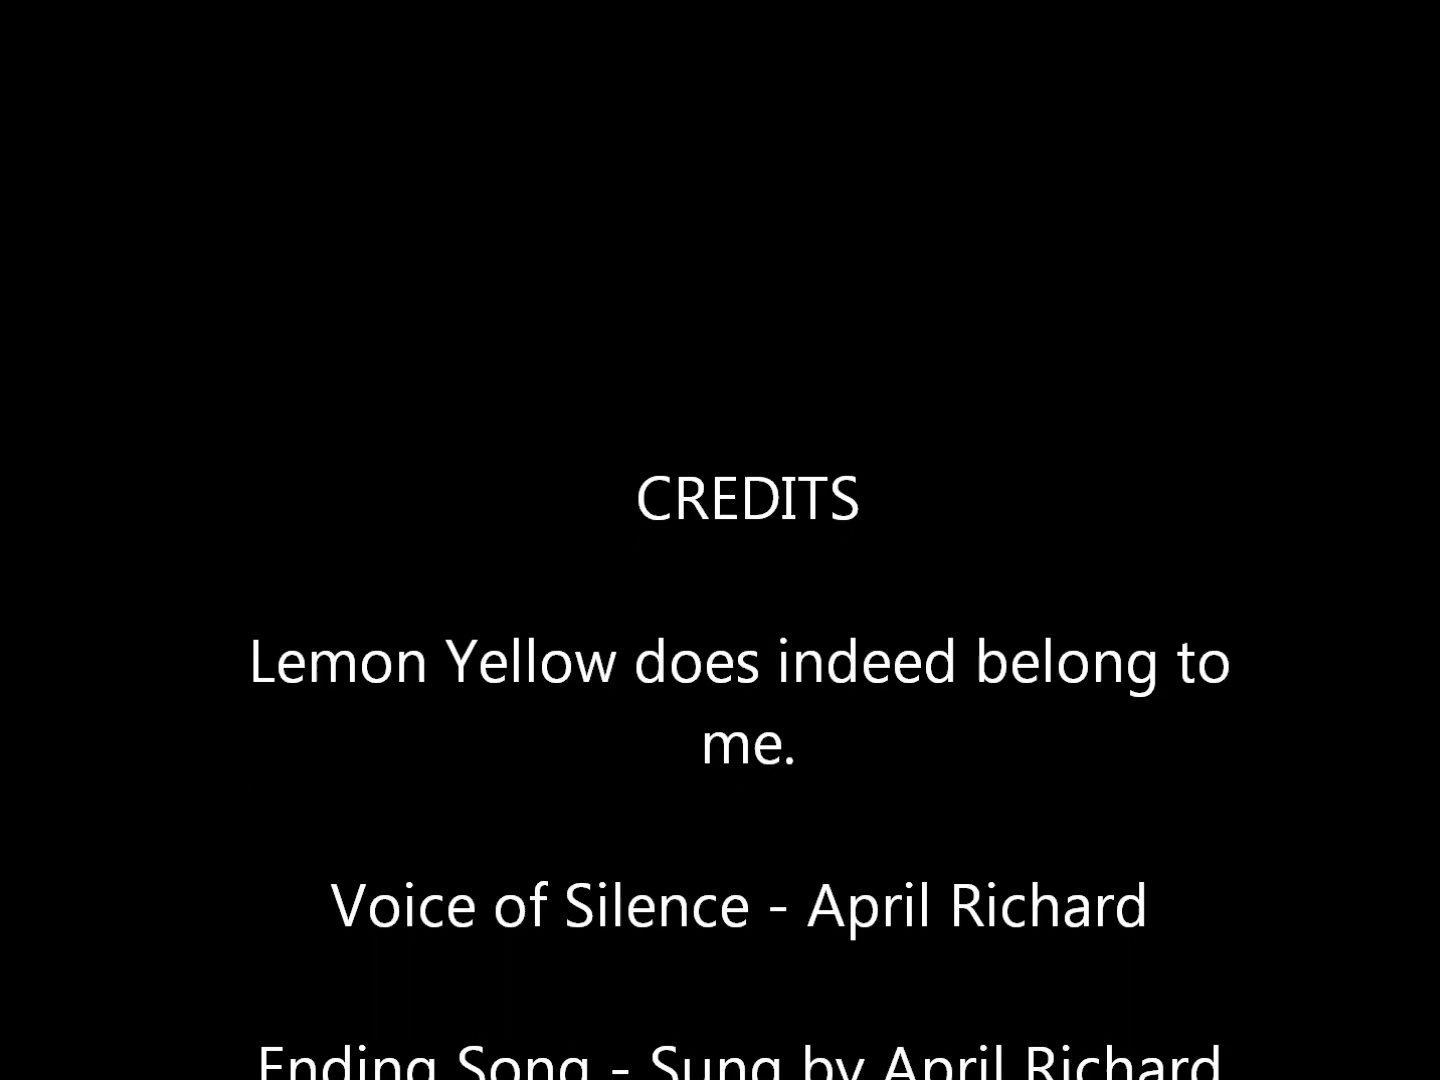 CREDITS
Lemon Yellow does indeed belong to
me.
Voice of Silence - April Richard
Ending Song - Sung by April Richard